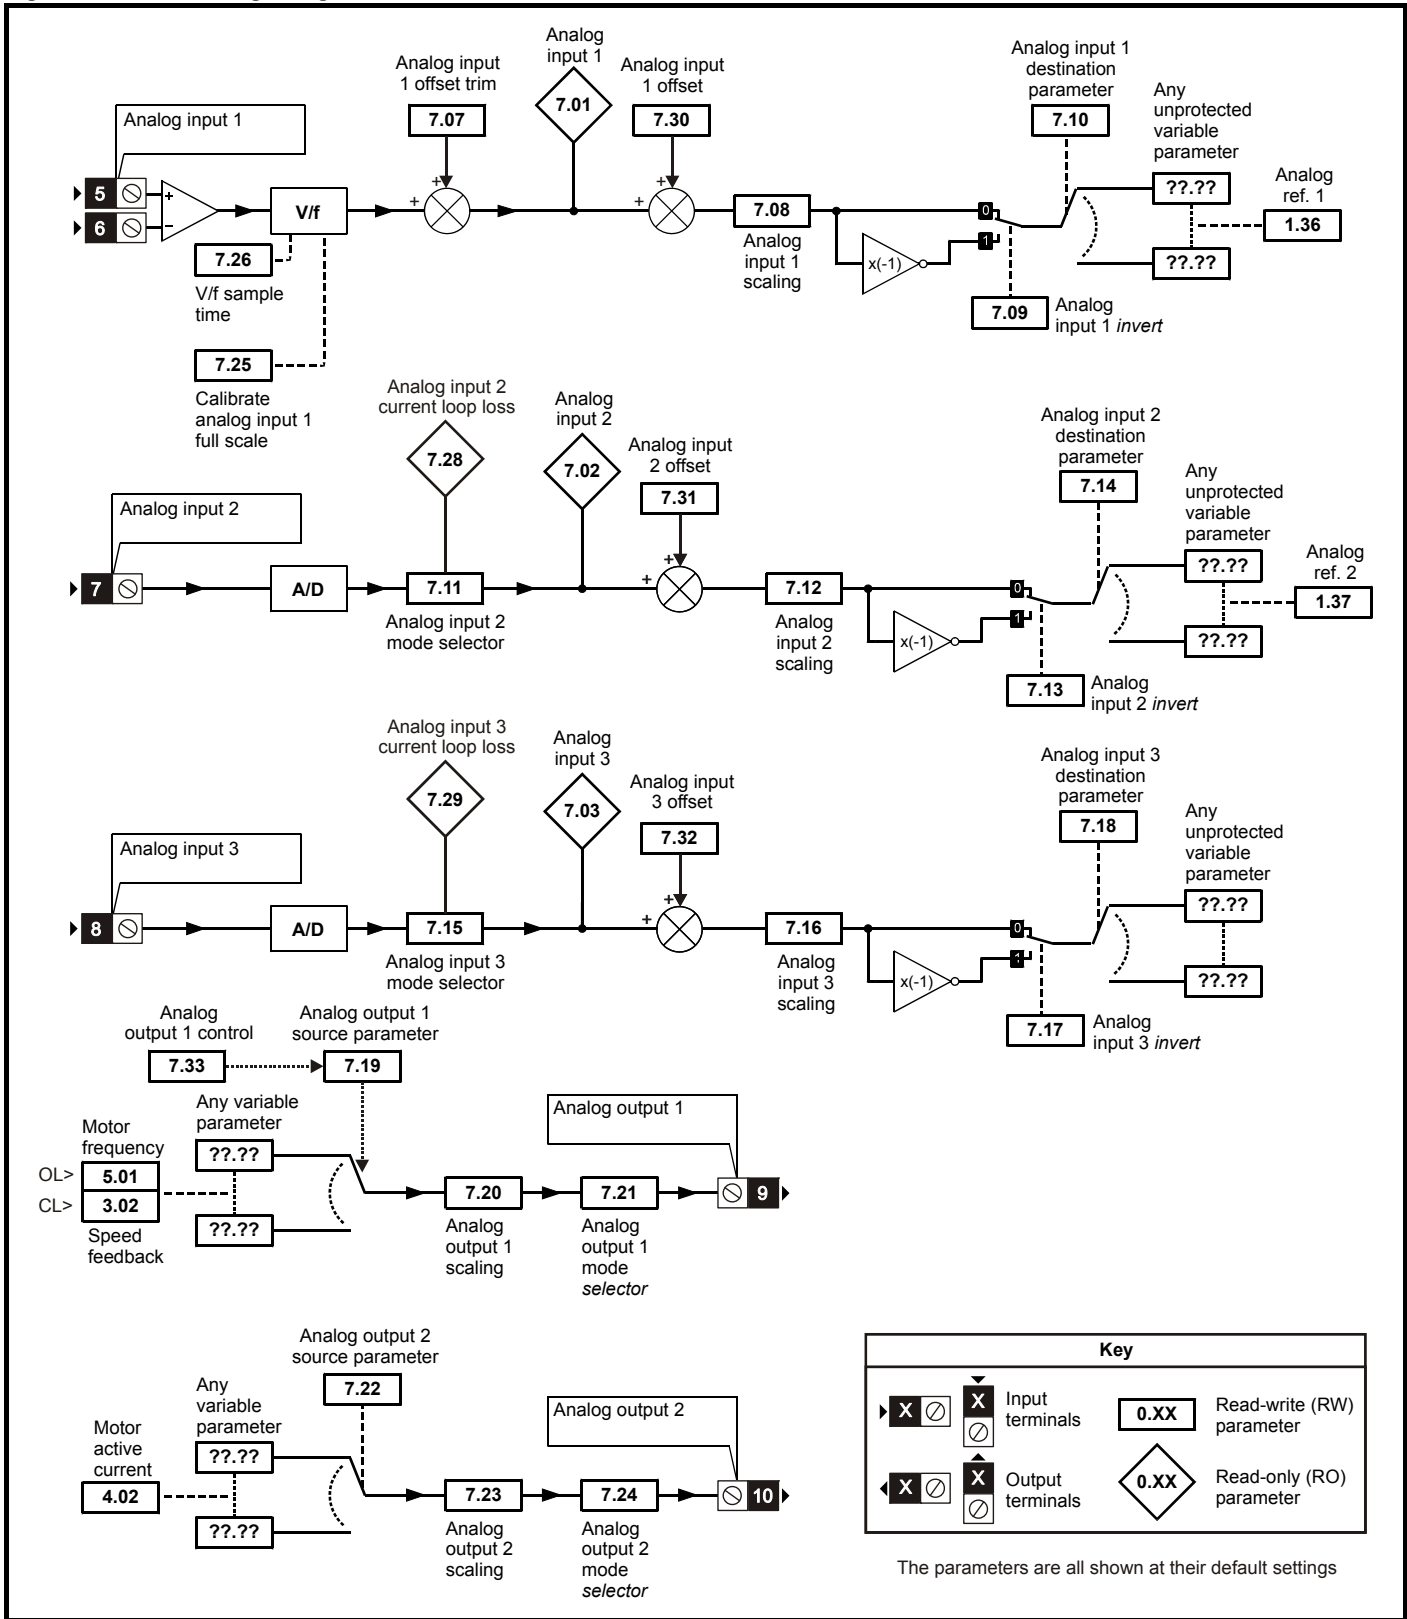 Analog input 1
5
6
+
−
V/f
7.26
V/f sample
time
7.25
Calibrate
analog input 1
full scale
Analog input
1 offset trim
7.07
+
+
Analog
input 1
7.01
Analog input
1 offset
7.30
+
+
7.08
Analog
input 1
scaling
x(-1)
0
1
7.09
Analog
input 1 invert
Analog input 1
destination
parameter
7.10
Any
unprotected
variable
parameter
??.??
??.??
Analog
ref. 1
1.36
Analog input 2
7
A/D
Analog input 2
current loop loss
7.28
7.11
Analog input 2
mode selector
Analog
input 2
7.02
Analog input
2 offset
7.31
+
+
7.12
Analog
input 2
scaling
x(-1)
0
1
7.13
Analog
input 2 invert
Analog input 2
destination
parameter
7.14
Any
unprotected
variable
parameter
??.??
??.??
Analog
ref. 2
1.37
Analog input 3
8
A/D
Analog input 3
current loop loss
7.29
7.15
Analog input 3
mode selector
Analog
input 3
7.03
Analog input
3 offset
7.32
+
+
7.16
Analog
input 3
scaling
x(-1)
0
1
7.17
Analog
input 3 invert
Analog input 3
destination
parameter
7.18
Any
unprotected
variable
parameter
??.??
??.??
Analog
output 1 control
7.33
Analog output 1
source parameter
7.19
Motor
frequency
OL> 5.01
CL> 3.02
Speed
feedback
Any variable
parameter
??.??
??.??
7.20
Analog
output 1
scaling
7.21
Analog
output 1
mode
selector
Analog output 1
9
Analog output 2
source parameter
7.22
Any
variable
parameter
??.??
??.??
Motor
active
current
4.02
7.23
Analog
output 2
scaling
7.24
Analog
output 2
mode
selector
Analog output 2
10
Key
X
X
Input
terminals
0.XX
Read-write (RW)
parameter
X
X
Output
terminals
0.XX
Read-only (RO)
parameter
The parameters are all shown at their default settings